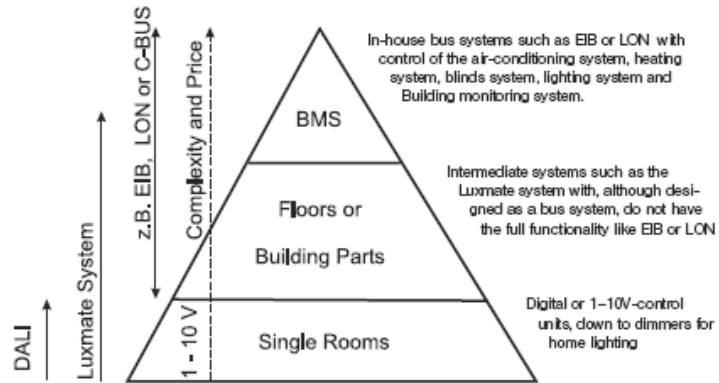 In-house bus systems such as EIB or LON with
control of the air-conditioning system, heating
system, blinds system, lighting system and
Building monitoring system.
BMS
Intermediate systems such as the
Luxmate system with, although desi-
gned as a bus system, do not have
the full functionality like EIB or LON
Floors or
Building Parts
Digital or 1–10V-control
units, down to dimmers for
home lighting
Single Rooms
DALI
Luxmate System
z.B. EIB, LON or C-BUS
Complexity and Price
1 - 10 V